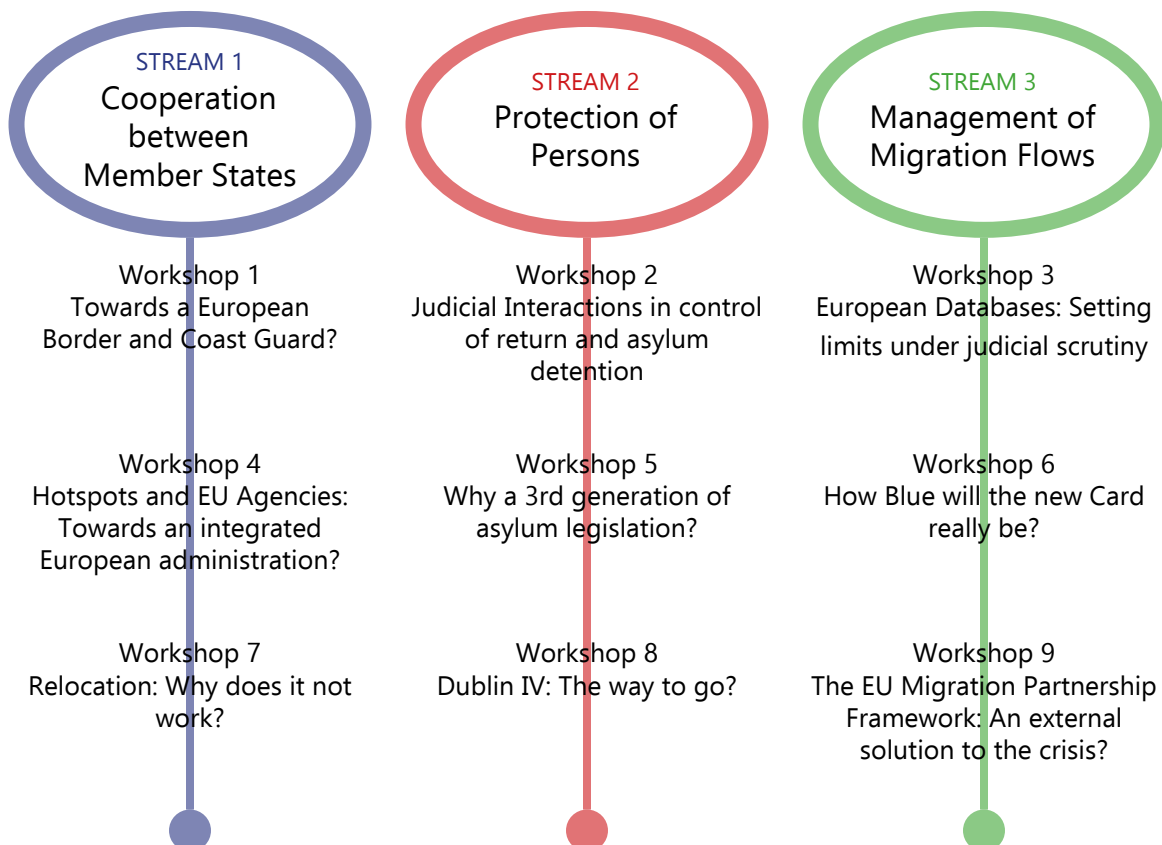 STREAM 1
Cooperation
between
Member States
Workshop 1
Towards a European
Border and Coast Guard?
Workshop 4
Hotspots and EU Agencies:
Towards an integrated
European administration?
Workshop 7
Relocation: Why does it not
work?
STREAM 2
Protection of
Persons
Workshop 2
Judicial Interactions in control
of return and asylum
detention
Workshop 5
Why a 3rd generation of
asylum legislation?
Workshop 8
Dublin IV: The way to go?
STREAM 3
Management of
Migration Flows
Workshop 3
European Databases: Setting
limits under judicial scrutiny
Workshop 6
How Blue will the new Card
really be?
Workshop 9
The EU Migration Partnership
Framework: An external
solution to the crisis?